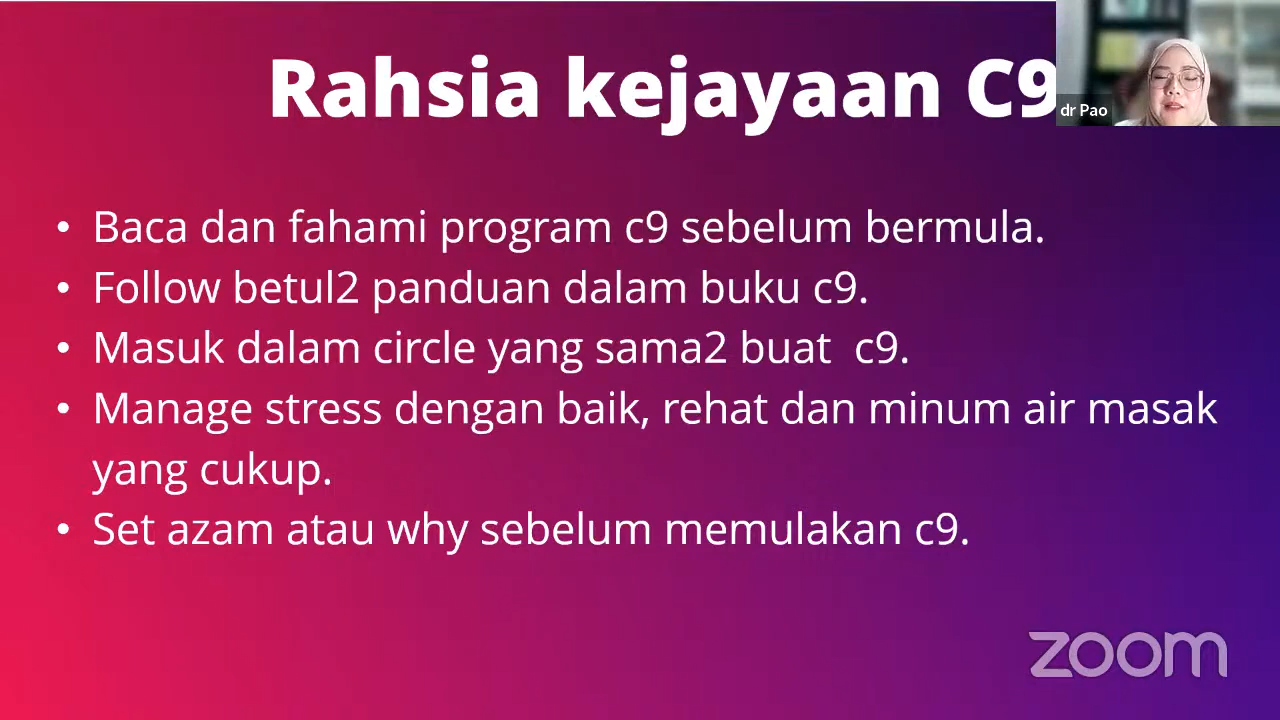 Rahsia kejayaan C9
dr Pao
• Baca dan fahami program c9 sebelum bermula.
• Follow betul2 panduan dalam buku c9.
• Masuk dalam circle yang sama2 buat  c9.
• Manage stress dengan baik, rehat dan minum air masak
yang cukup.
• Set azam atau why sebelum memulakan c9.
zoom